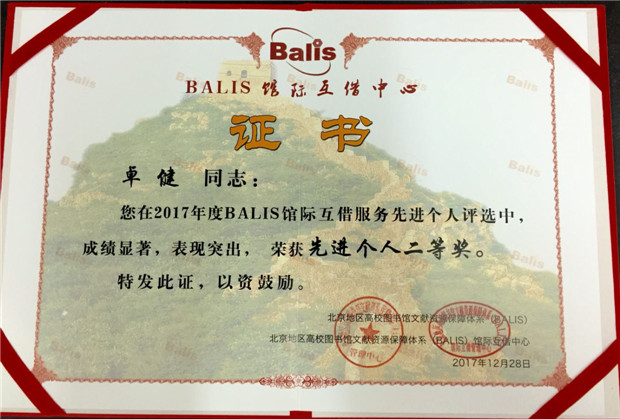 Balis
BALIS 馆际互借中心
证书
卓健 同志：
您在2017年度BALIS馆际互借服务先进个人评选中，
成绩显著，表现突出， 荣获先进个人二等奖。
特发此证，以资鼓励。
北京地区高校图书馆文献资源保障体系（BALIS）
北京地区高校图书馆文献资源保障体系（BALIS）馆际互借中心
2017年12月28日
管理中心